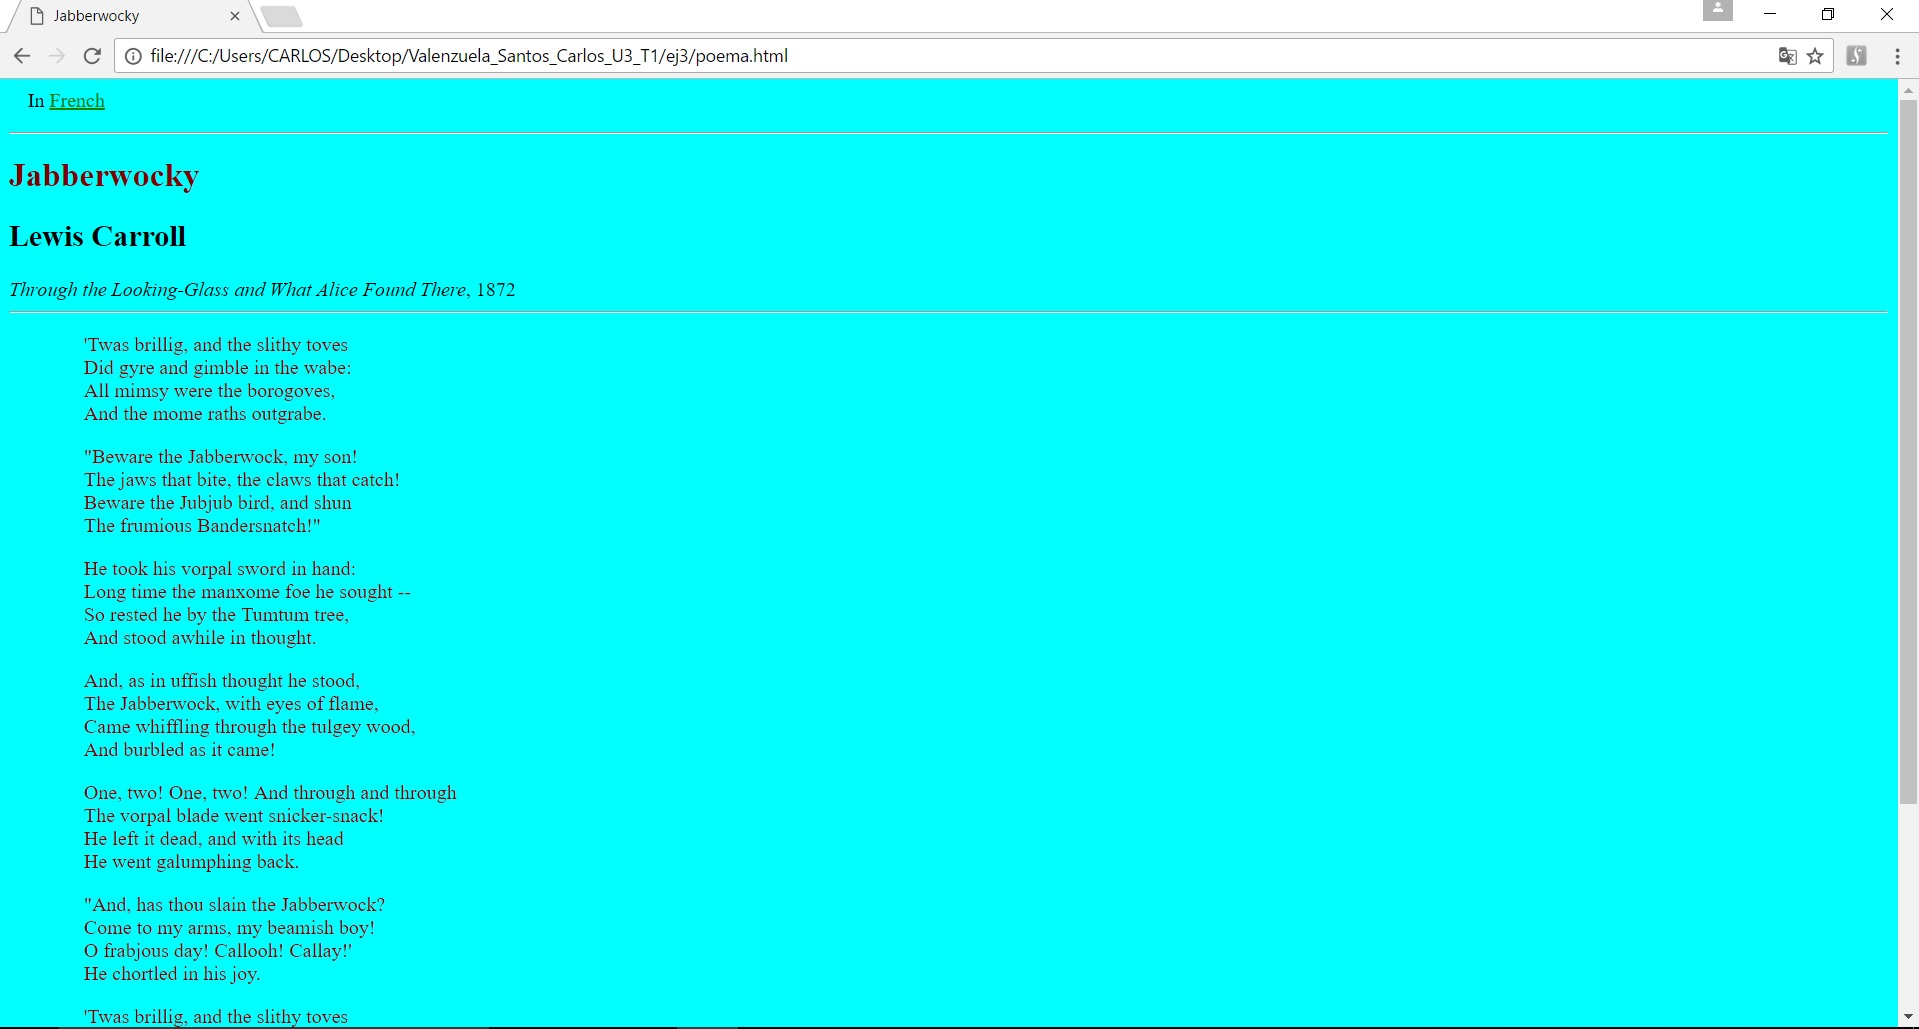 Jabberwocky
file:///C:/Users/CARLOS/Desktop/Valenzuela_Santos_Carlos_U3_T1/ej3/poema.html
In French
Jabberwocky
Lewis Carroll
Through the Looking-Glass and What Alice Found There, 1872
'Twas brillig, and the slithy toves
Did gyre and gimble in the wabe:
All mimsy were the borogoves,
And the mome raths outgrabe.
"Beware the Jabberwock, my son!
The jaws that bite, the claws that catch!
Beware the Jubjub bird, and shun
The frumious Bandersnatch!"
He took his vorpal sword in hand:
Long time the manxome foe he sought --
So rested he by the Tumtum tree,
And stood awhile in thought.
And, as in uffish thought he stood,
The Jabberwock, with eyes of flame,
Came whiffling through the tulgey wood,
And burbled as it came!
One, two! One, two! And through and through
The vorpal blade went snicker-snack!
He left it dead, and with its head
He went galumphing back.
"And, has thou slain the Jabberwock?
Come to my arms, my beamish boy!
O frabjous day! Callooh! Callay!'
He chortled in his joy.
'Twas brillig, and the slithy toves